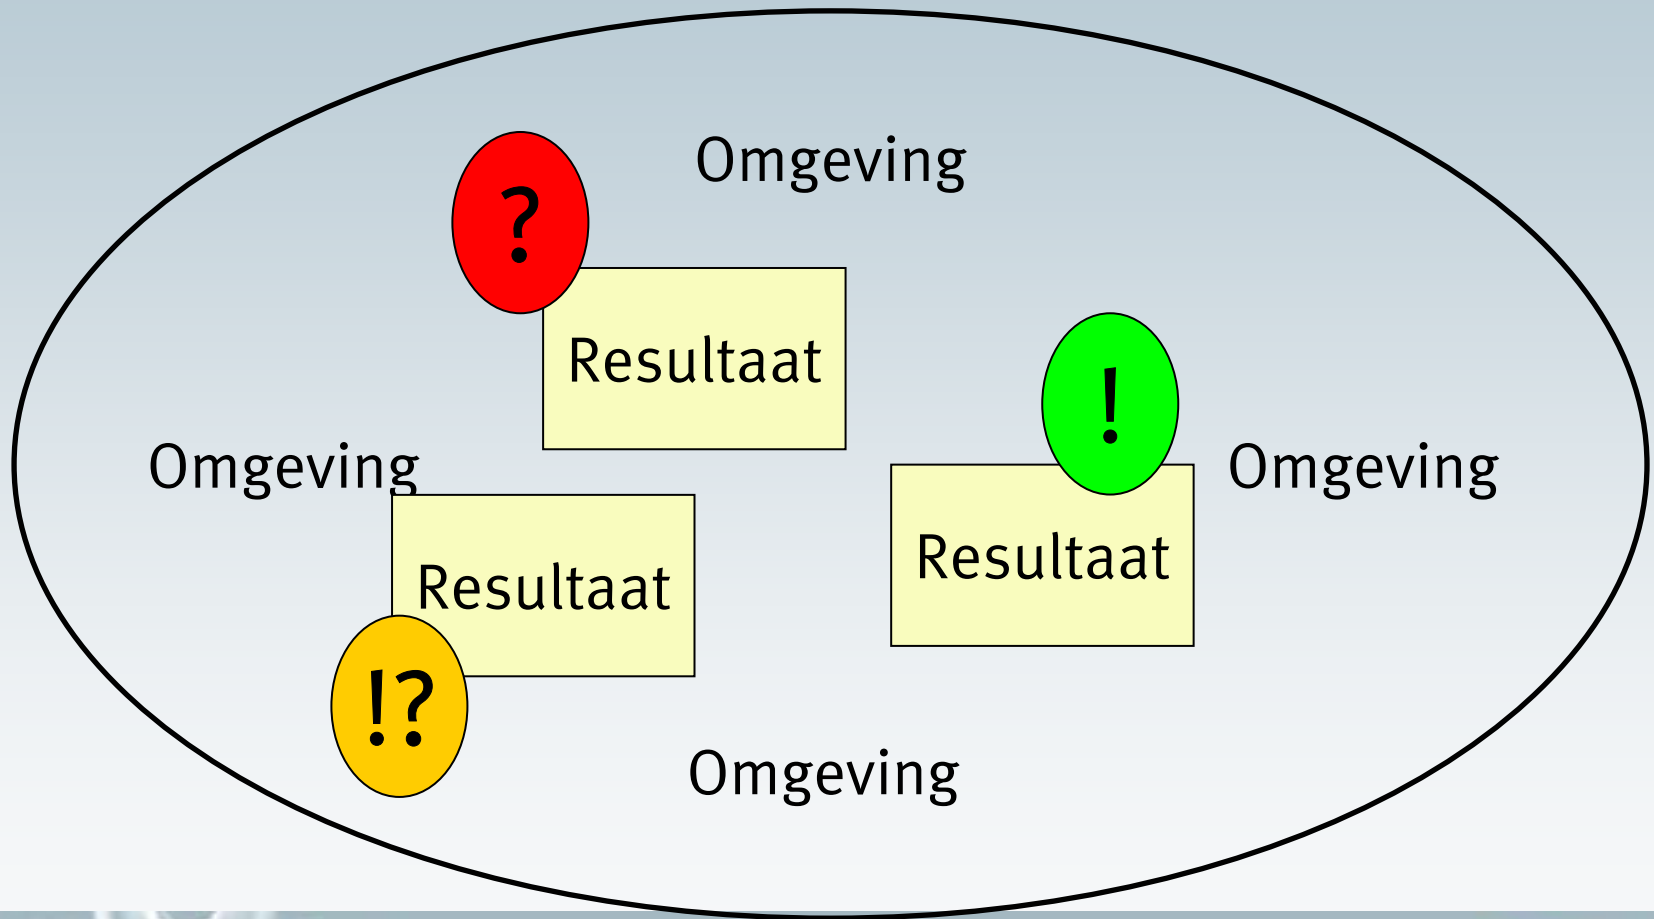 Omgeving
?
Resultaat
!
Omgeving
Omgeving
Resultaat
Resultaat
!?
Omgeving